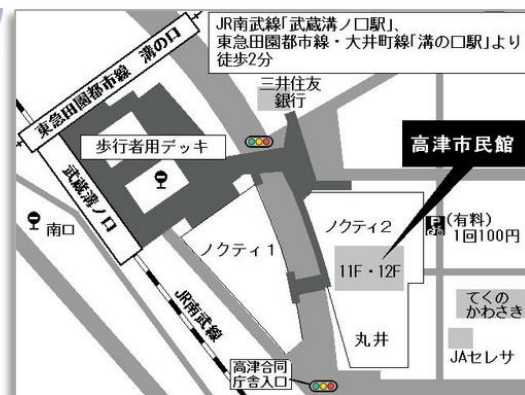 JR南武線「武蔵溝ノ口駅」、
東急田園都市線・大井町線「溝の口駅」より
徒歩2分
東急田園都市線 溝の口
三井住友
銀行
歩行者用デッキ
高津市民館
武蔵溝ノ口
南口
ノクティ1
ノクティ2
P
(有料)
1回100円
11F・12F
JR南武線
丸井
てくの
かわさき
JAセレサ
高津合同
庁舎入口